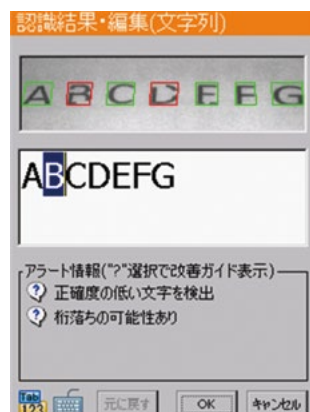 認識結果・編集(文字列)
A B C D E F G
ABCDEFG
アラート情報("?"選択で改善ガイド表示)
正確度の低い文字を検出
桁落ちの可能性あり
Tab 123 元に戻す OK キャンセル